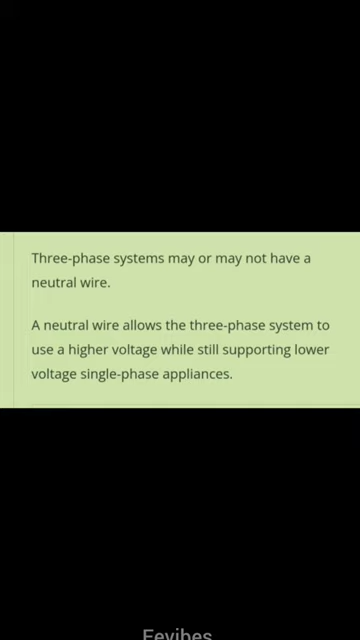 Three-phase systems may or may not have a
neutral wire.
A neutral wire allows the three-phase system to
use a higher voltage while still supporting lower
voltage single-phase appliances.
Fevibes